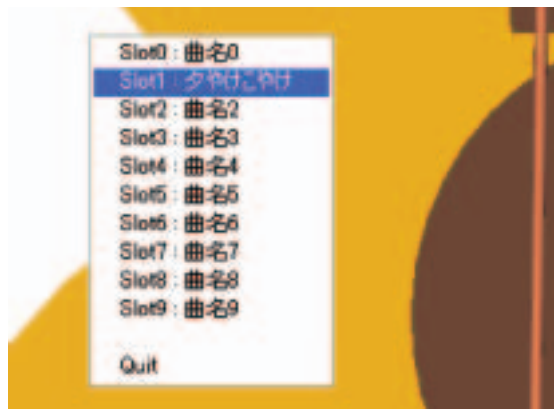 Slot0 : 曲名0
Slot1 : 夕やけこやけ
Slot2 : 曲名2
Slot3 : 曲名3
Slot4 : 曲名4
Slot5 : 曲名5
Slot6 : 曲名6
Slot7 : 曲名7
Slot8 : 曲名8
Slot9 : 曲名9
Quit